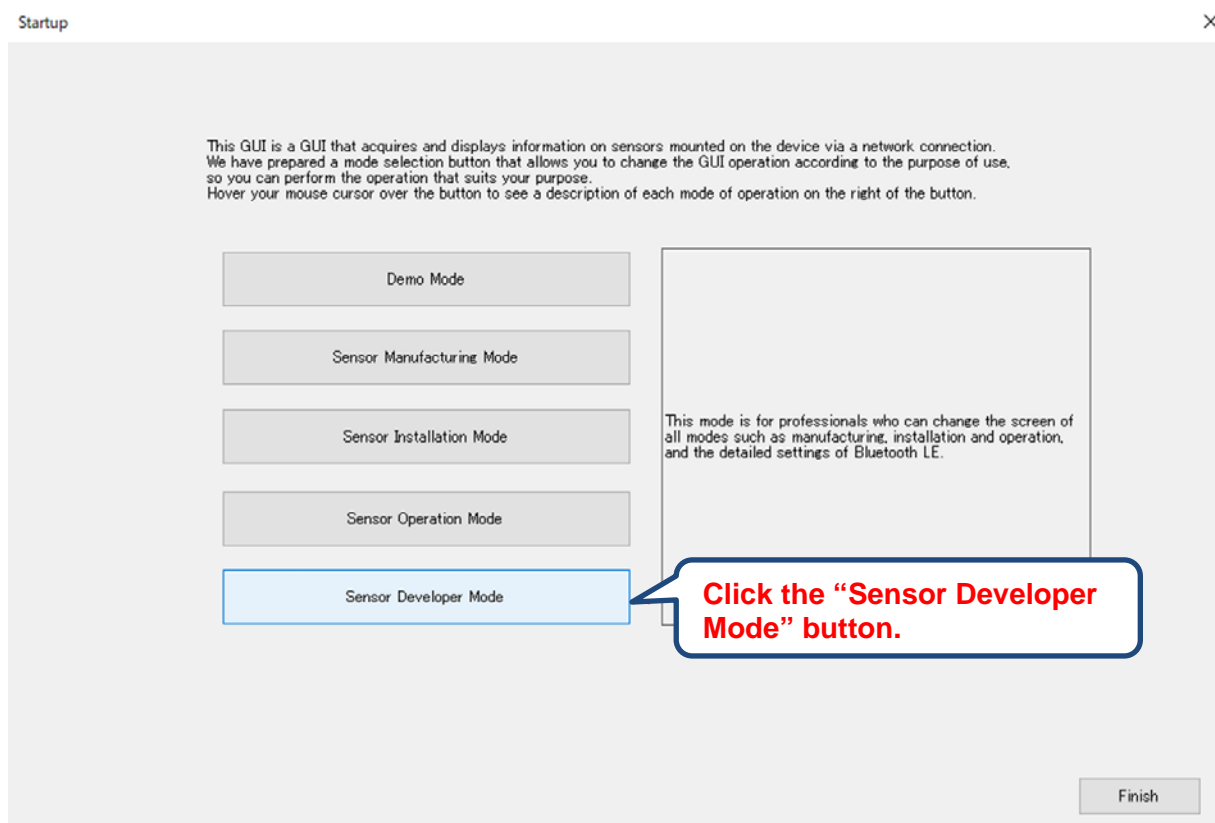 Startup
This GUI is a GUI that acquires and displays information on sensors mounted on the device via a network connection.
We have prepared a mode selection button that allows you to change the GUI operation according to the purpose of use,
so you can perform the operation that suits your purpose.
Hover your mouse cursor over the button to see a description of each mode of operation on the right of the button.
Demo Mode
Sensor Manufacturing Mode
Sensor Installation Mode
Sensor Operation Mode
Sensor Developer Mode
This mode is for professionals who can change the screen of
all modes such as manufacturing, installation and operation,
and the detailed settings of Bluetooth LE.
Click the “Sensor Developer
Mode” button.
Finish